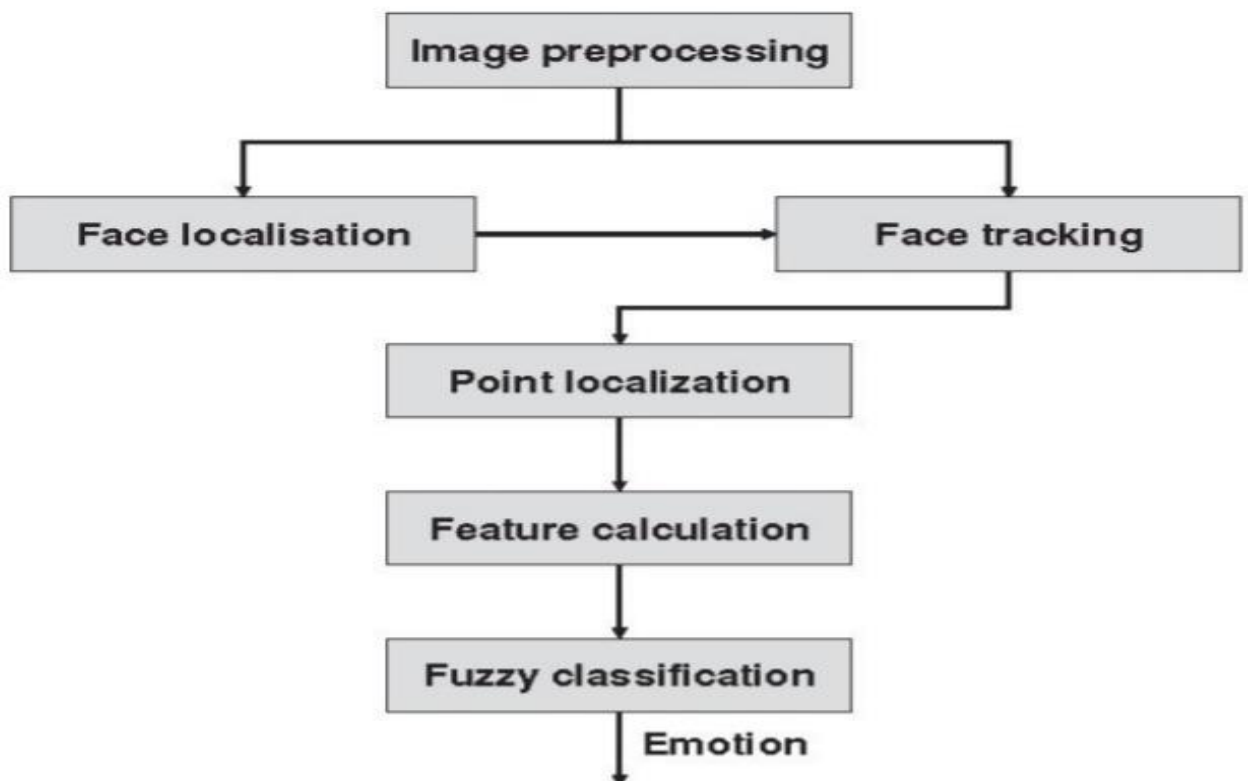 Image preprocessing
Face localisation
Face tracking
Point localization
Feature calculation
Fuzzy classification
Emotion